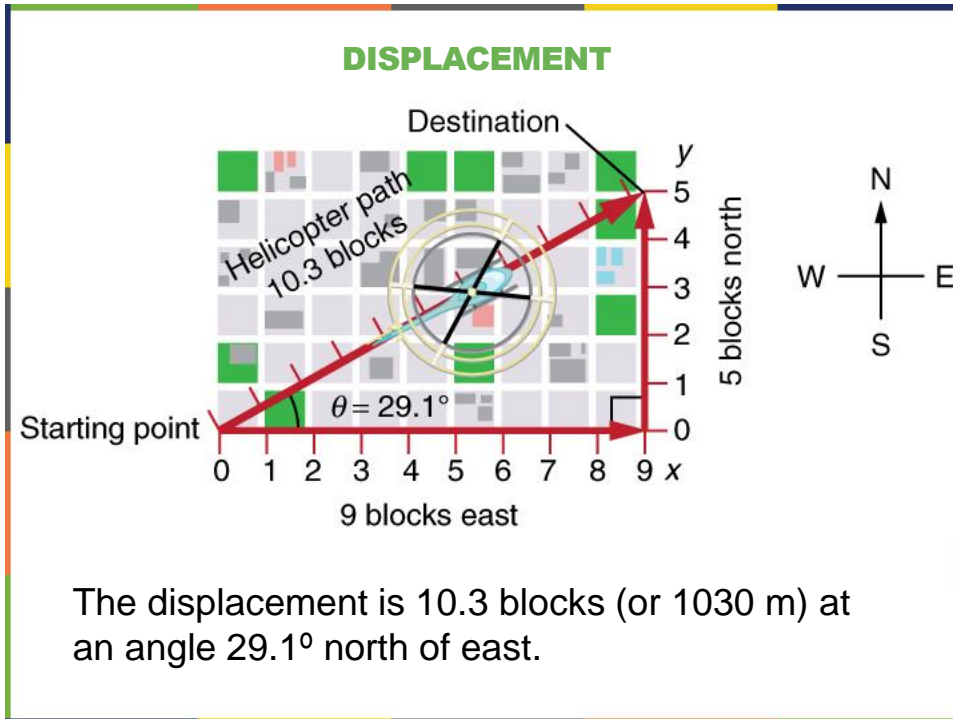 DISPLACEMENT
Destination
y
Helicopter path
10.3 blocks
5
4
3
2
1
0
5 blocks north
N
W
E
S
θ = 29.1°
Starting point
0 1 2 3 4 5 6 7 8 9 x
9 blocks east
The displacement is 10.3 blocks (or 1030 m) at
an angle 29.1º north of east.